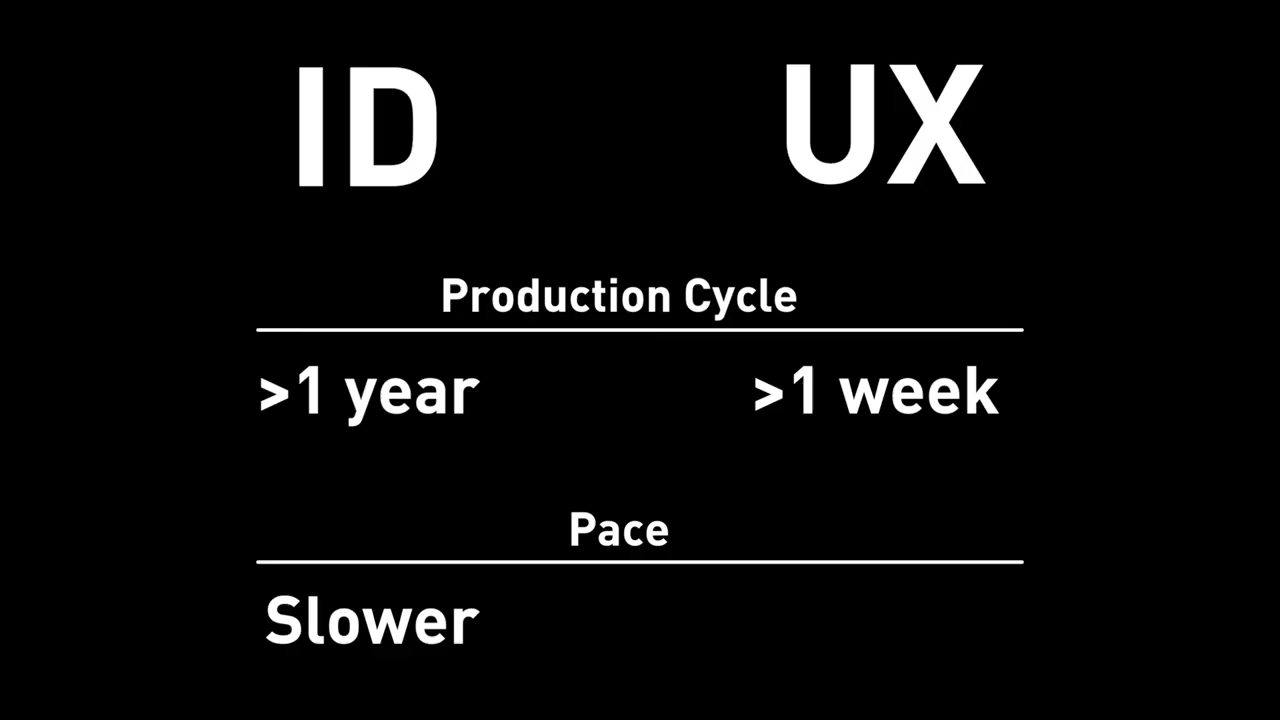 ID UX
Production Cycle
>1 year >1 week
Pace
Slower